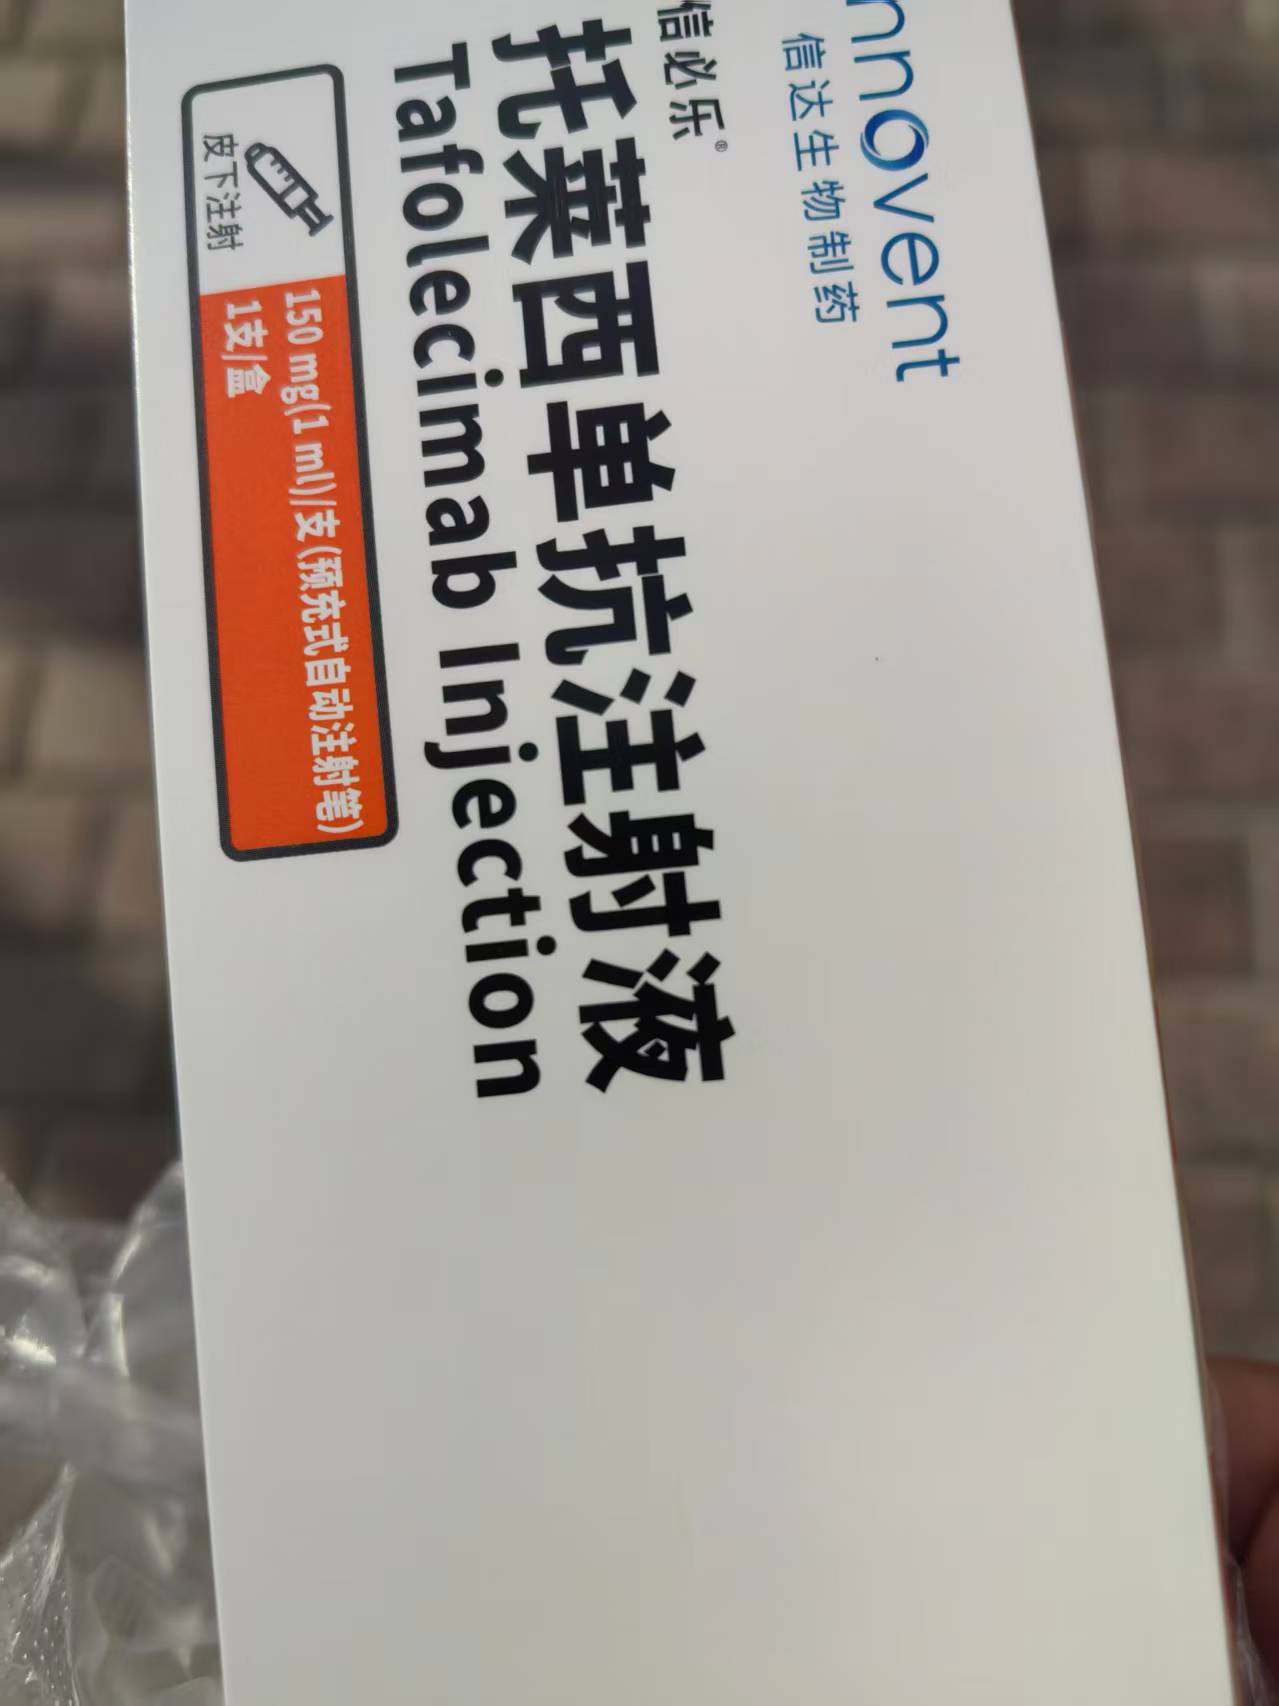 nnovent
信达生物制药
信必乐®
托莱西单抗注射液
Tafolecimab Injection
皮下注射
150 mg(1 ml)/支(预充式自动注射笔)
1支/盒